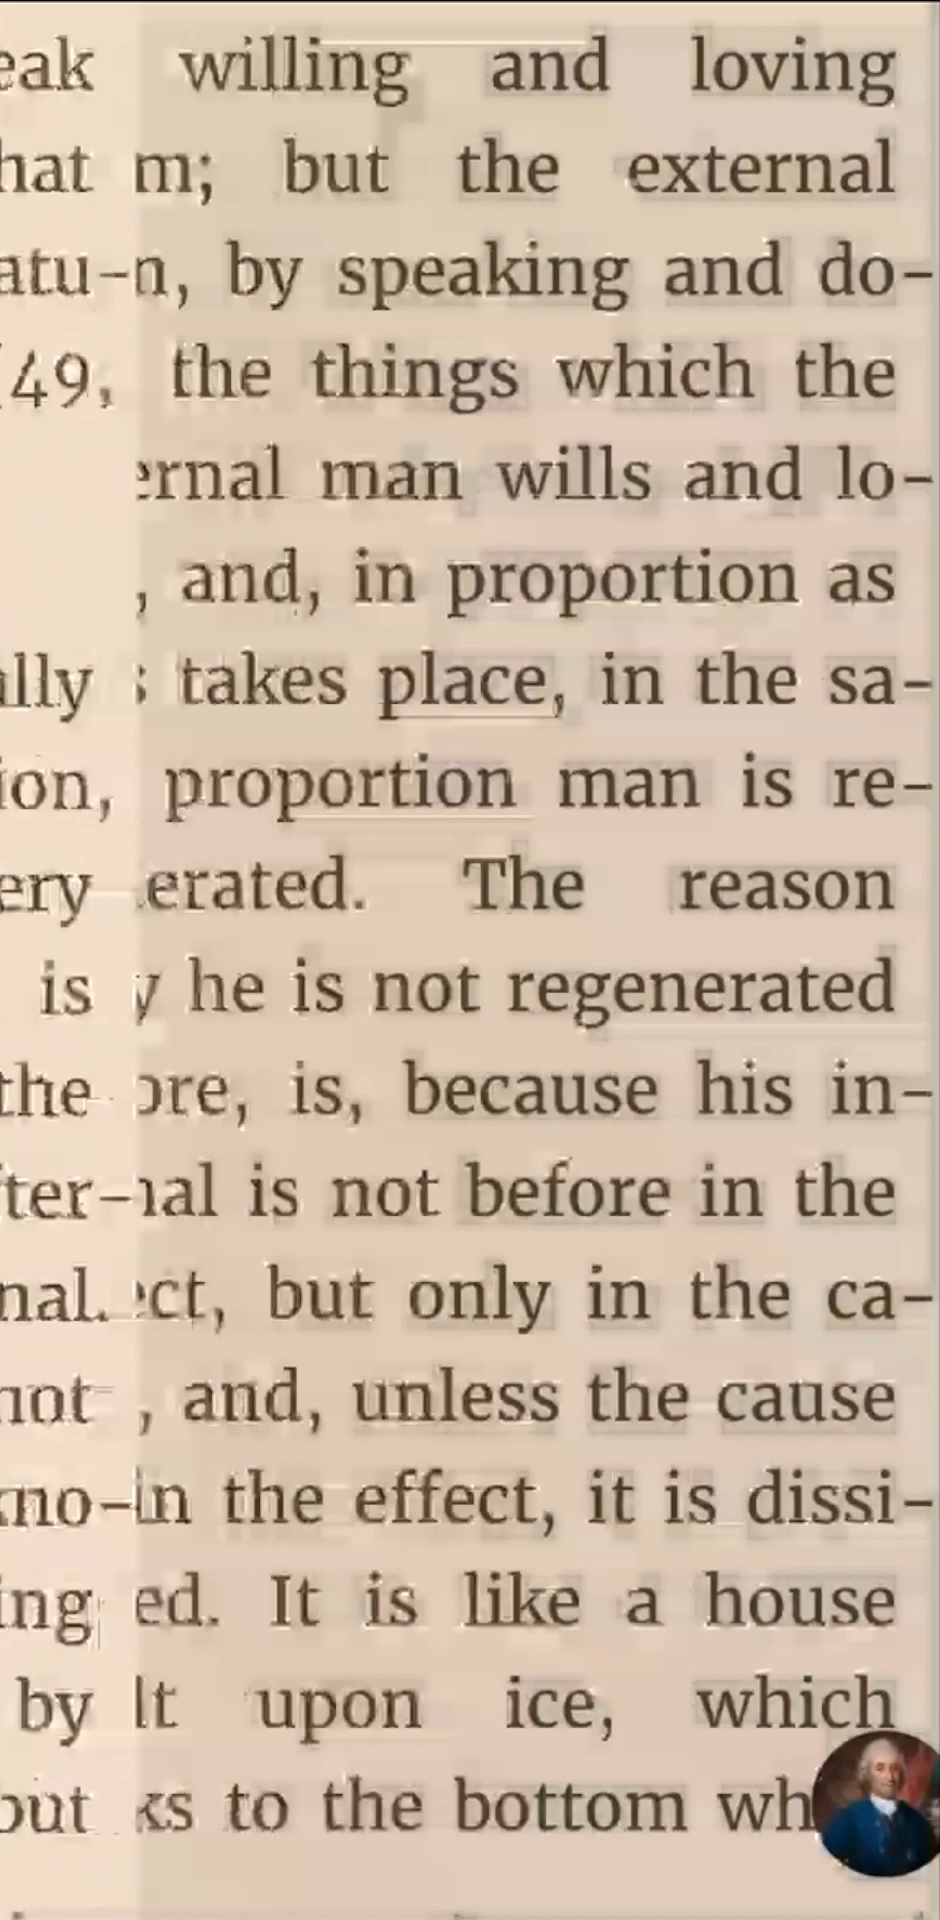 eak willing and loving
hat m; but the external
atu-n, by speaking and do-
49, the things which the
ernal man wills and lo-
, and, in proportion as
lly s takes place, in the sa-
ion, proportion man is re-
ery erated. The reason
is y he is not regenerated
the ore, is, because his in-
ter-nal is not before in the
nal. ect, but only in the ca-
not , and, unless the cause
no-in the effect, it is dissi-
ing ed. It is like a house
by lt upon ice, which
out ks to the bottom wh